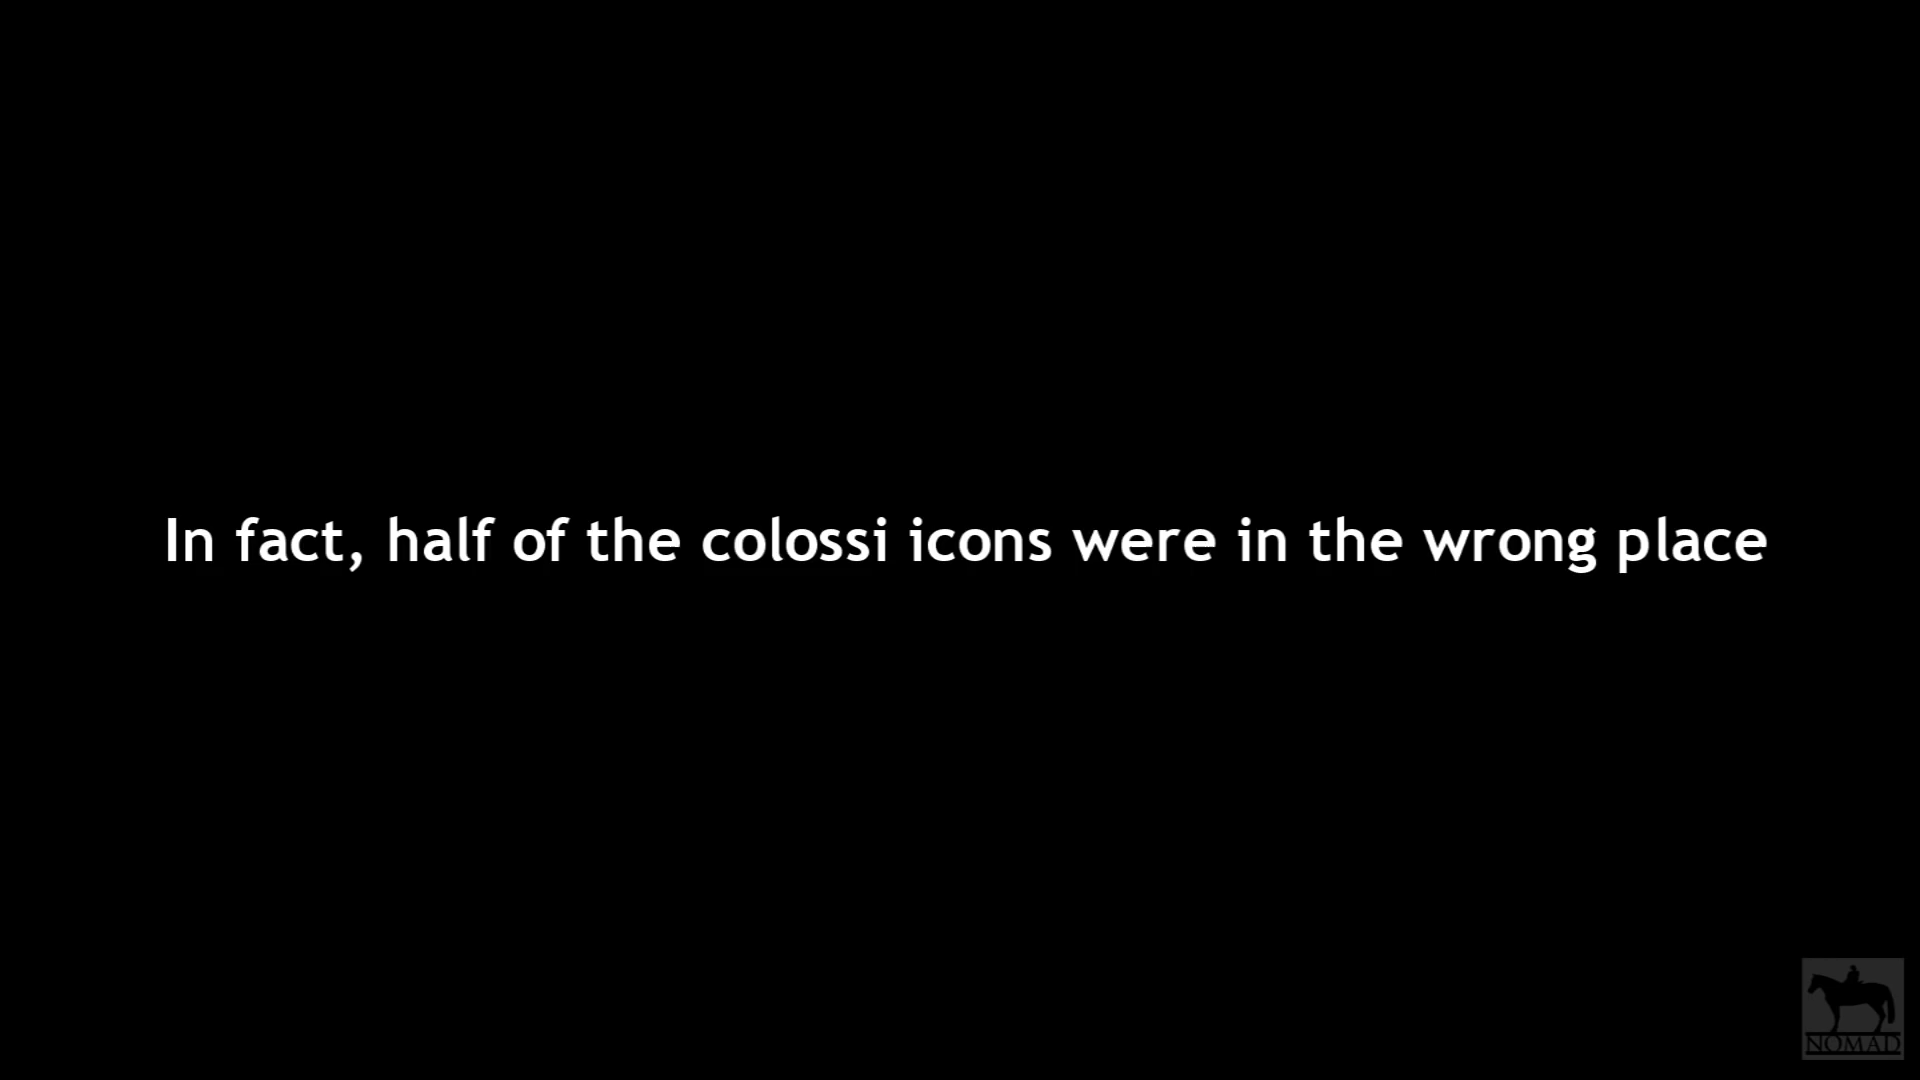 In fact, half of the colossi icons were in the wrong place
NOMAD